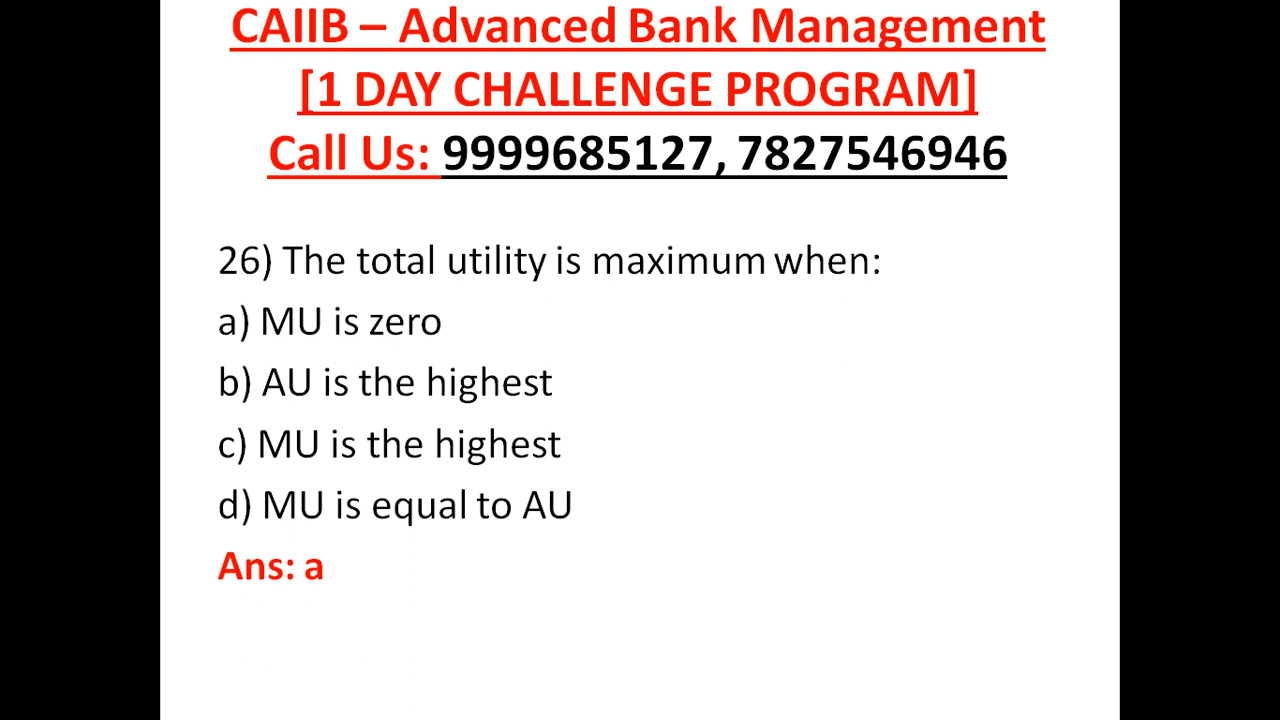 CAIIB – Advanced Bank Management
[1 DAY CHALLENGE PROGRAM]
Call Us: 9999685127, 7827546946
26) The total utility is maximum when:
a) MU is zero
b) AU is the highest
c) MU is the highest
d) MU is equal to AU
Ans: a